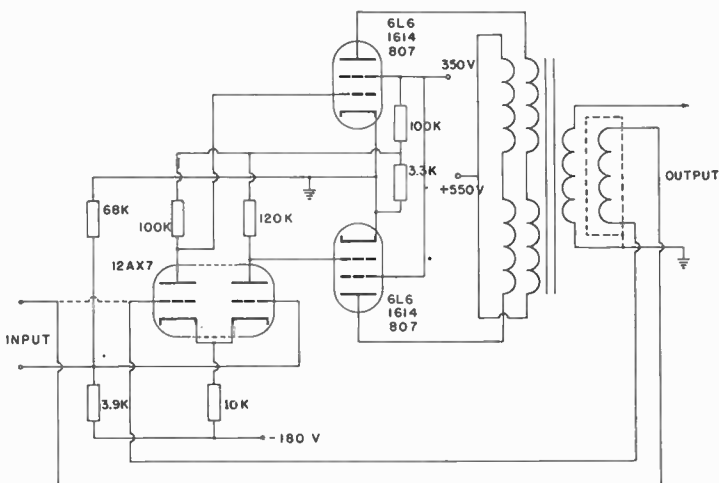 6L6
1614
807
350V
100K
3.3K
+550V
OUTPUT
68K
100K
120K
12AX7
6L6
1614
807
INPUT
3.9K
10K
-180 V